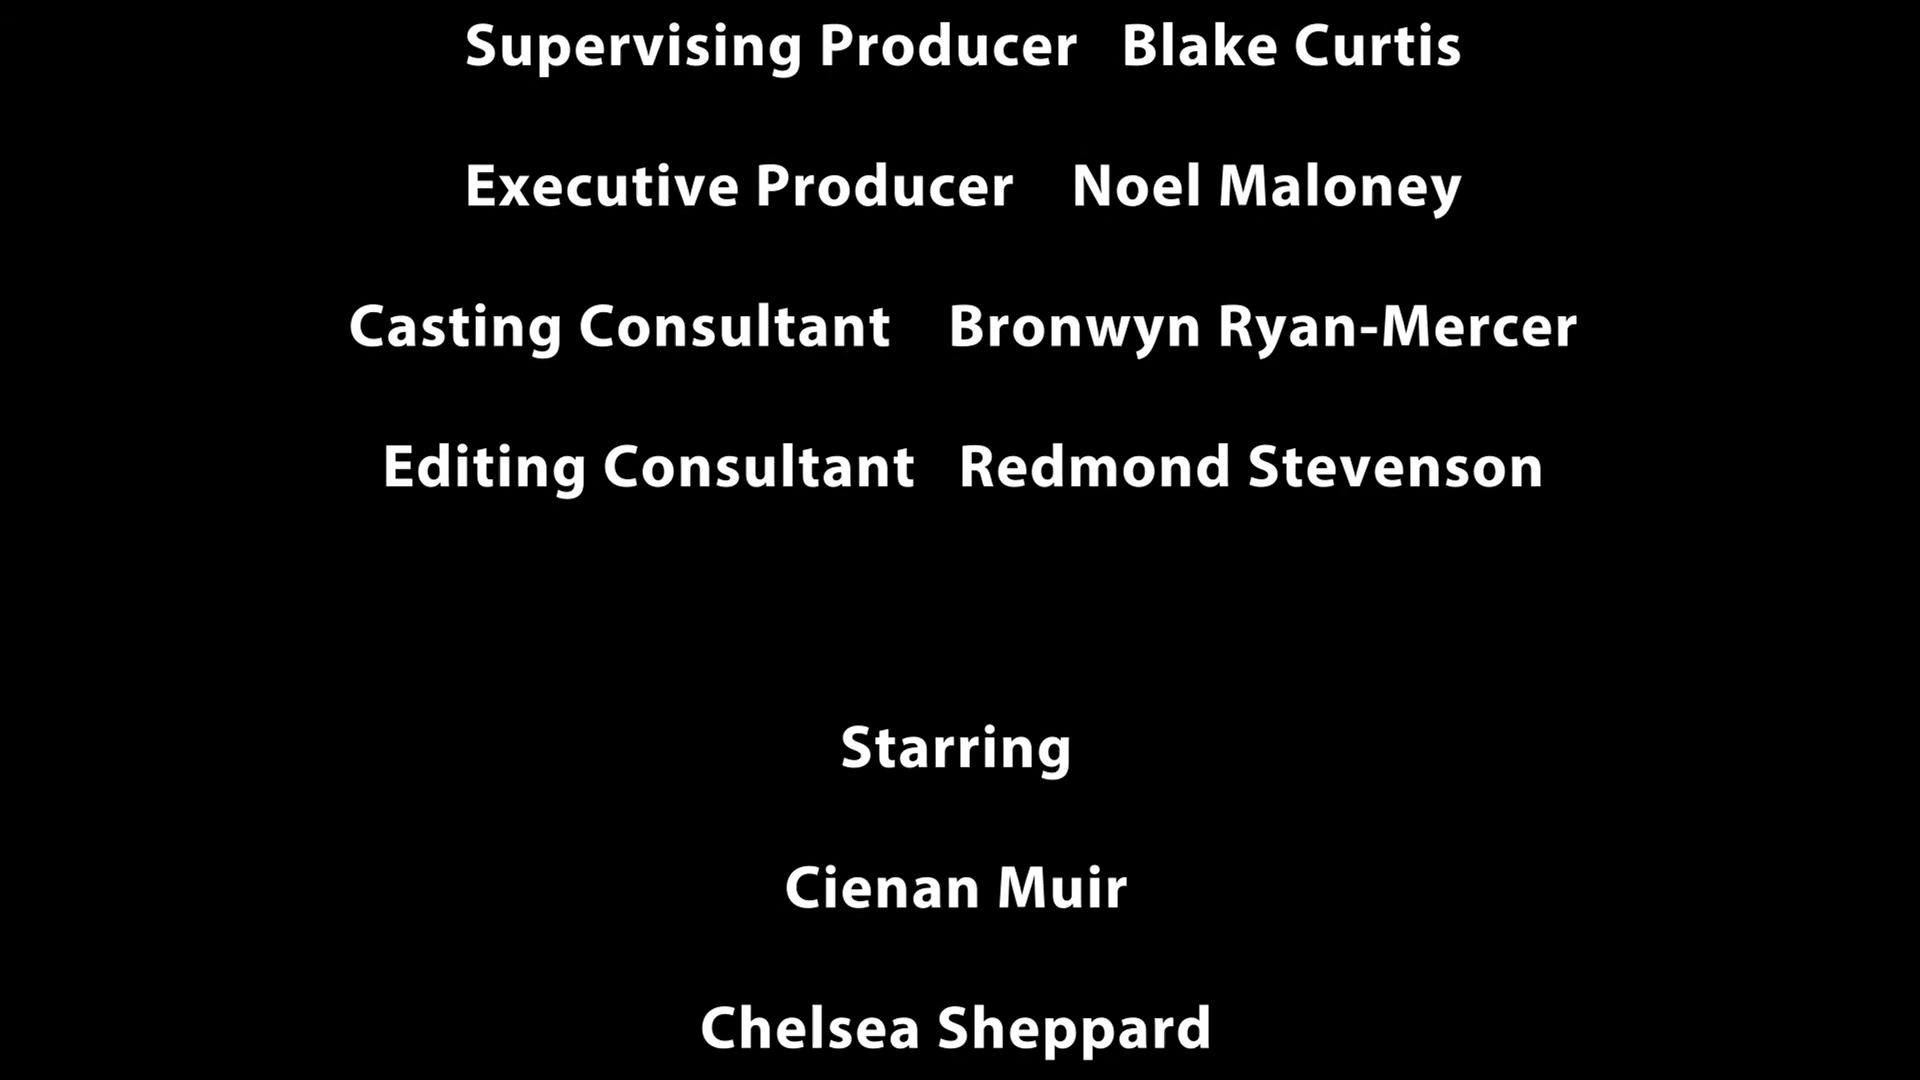 Supervising Producer Blake Curtis
Executive Producer Noel Maloney
Casting Consultant Bronwyn Ryan-Mercer
Editing Consultant Redmond Stevenson
Starring
Cienan Muir
Chelsea Sheppard